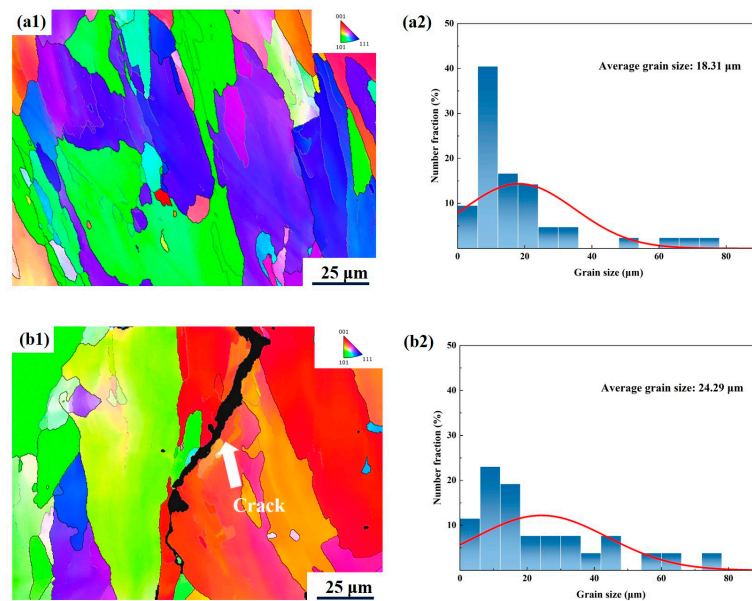 (a1)
001
101 111
25 μm
(a2)
50
40
30
20
10
0 20 40 60 80
Number fraction (%)
Average grain size: 18.31 μm
Grain size (μm)
(b1)
001
101 111
Crack
25 μm
(b2)
50
40
30
20
10
0 20 40 60 80
Number fraction (%)
Average grain size: 24.29 μm
Grain size (μm)